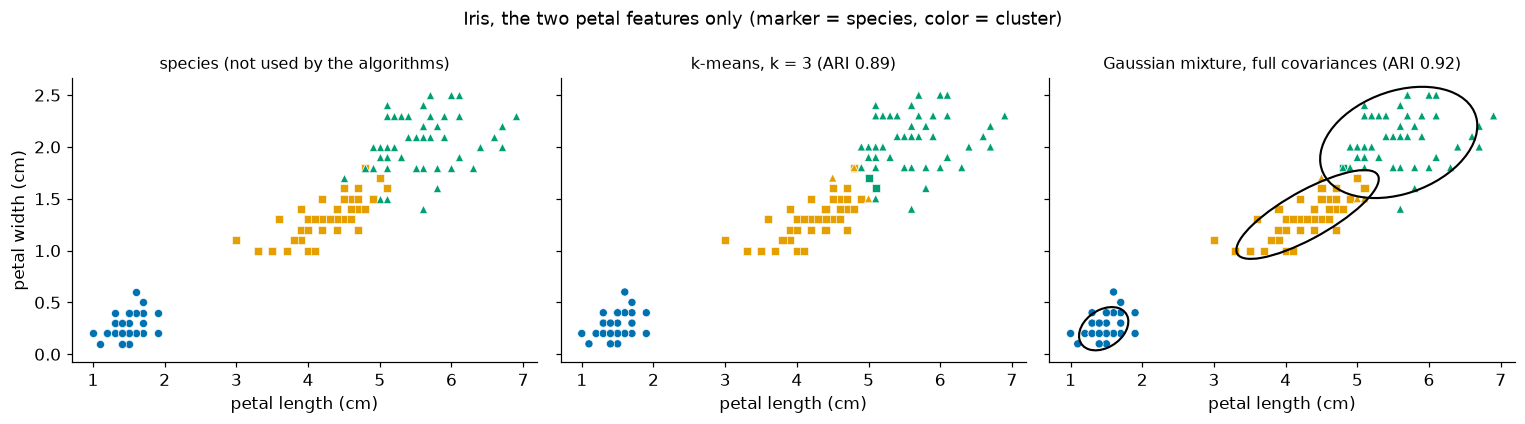 Iris, the two petal features only (marker = species, color = cluster)
species (not used by the algorithms)
k-means, k = 3 (ARI 0.89)
Gaussian mixture, full covariances (ARI 0.92)
petal width (cm)
2.5
2.0
1.5
1.0
0.5
0.0
1 2 3 4 5 6 7
1 2 3 4 5 6 7
1 2 3 4 5 6 7
petal length (cm)
petal length (cm)
petal length (cm)